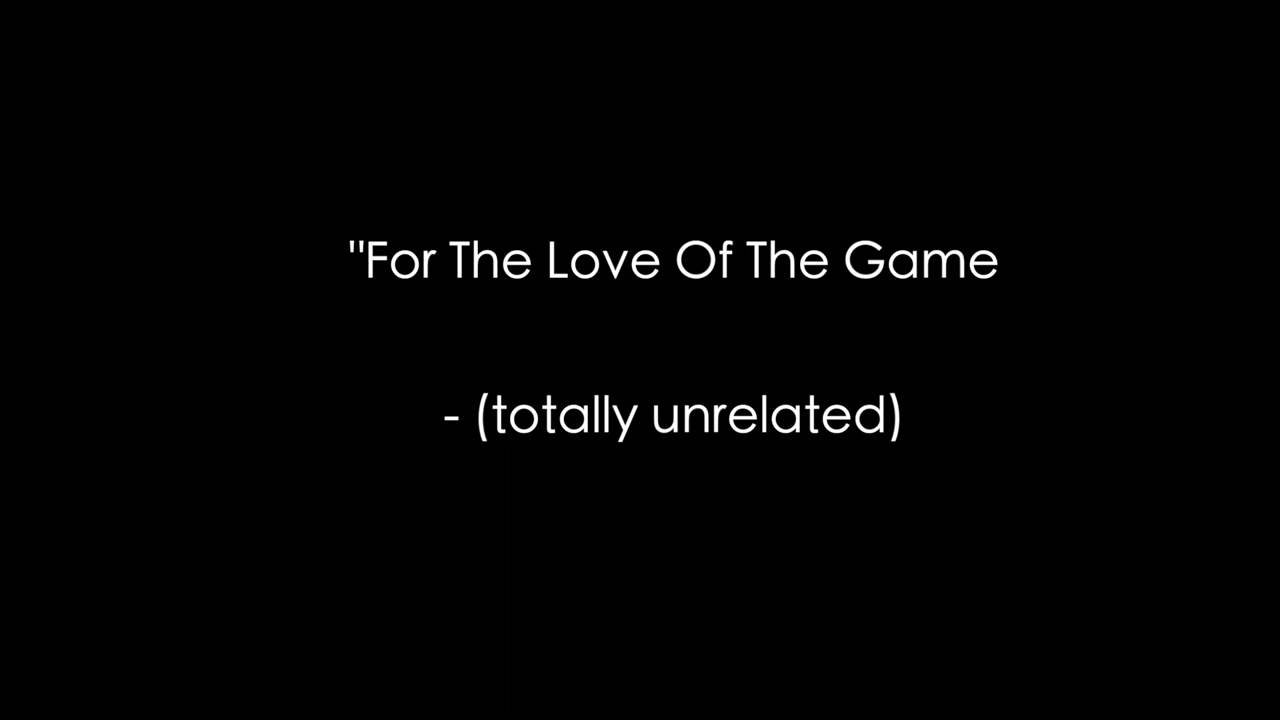 "For The Love Of The Game
- (totally unrelated)